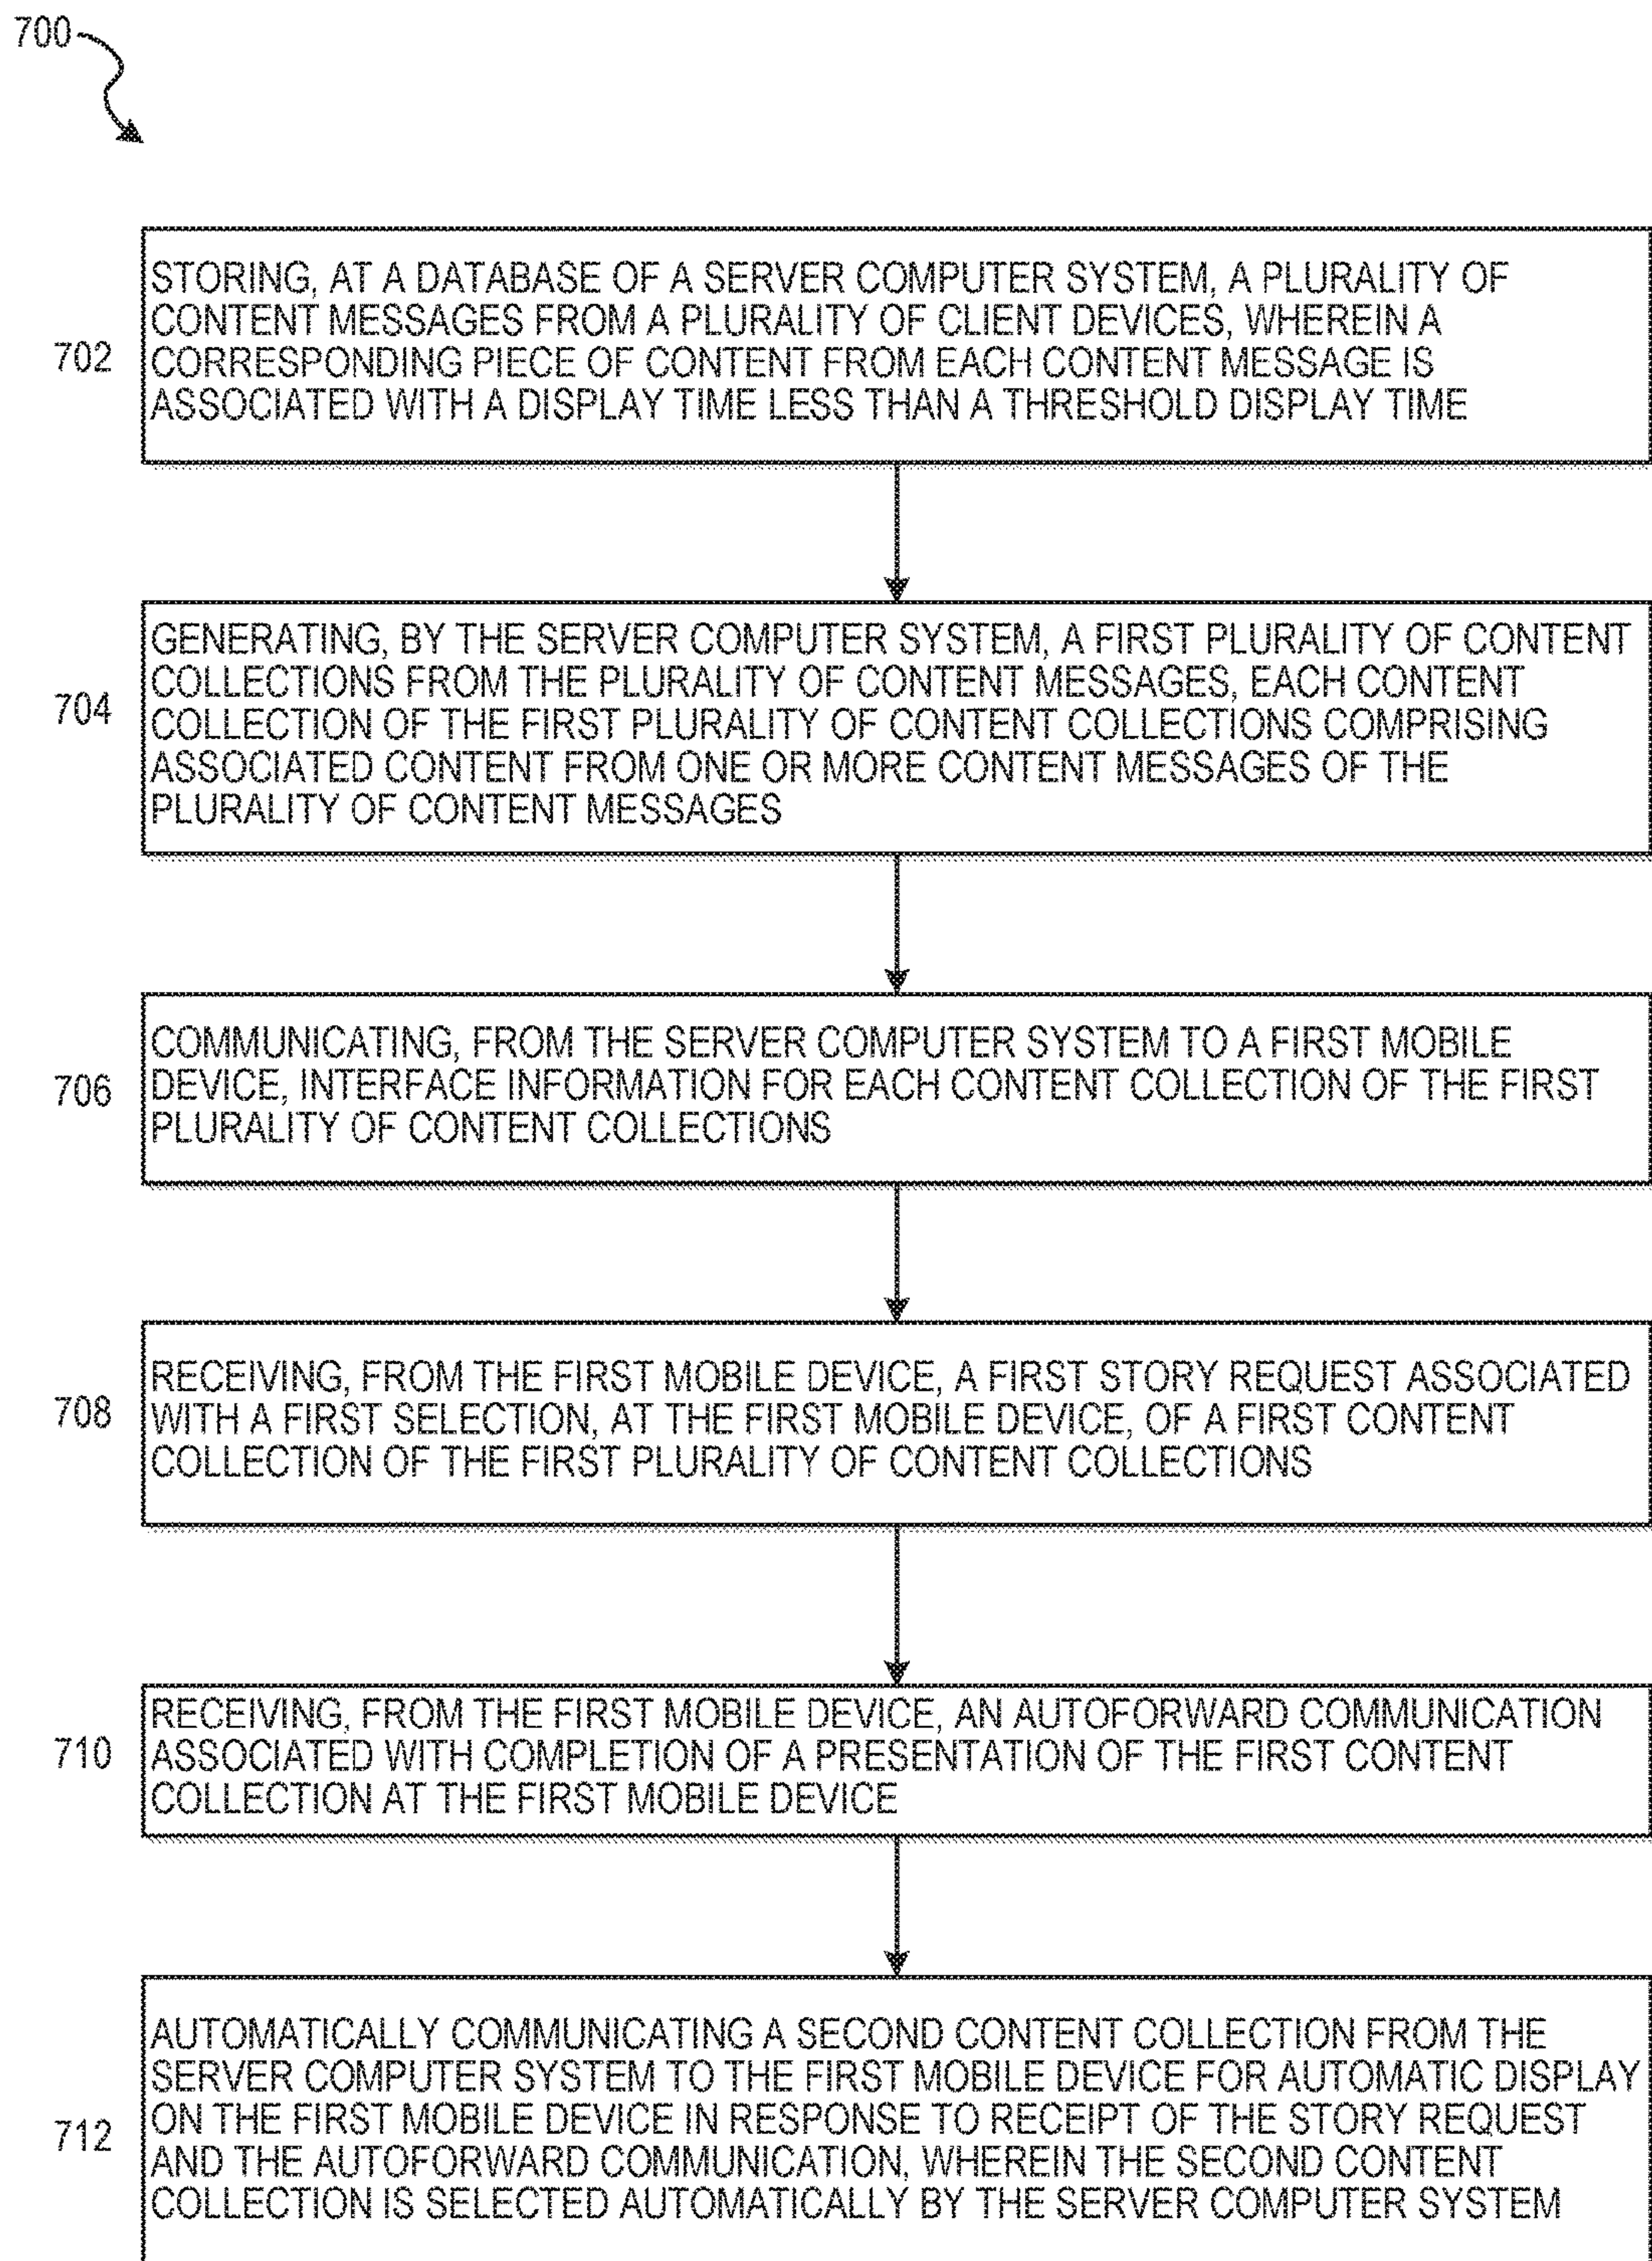 700
702
STORING, AT A DATABASE OF A SERVER COMPUTER SYSTEM, A PLURALITY OF
CONTENT MESSAGES FROM A PLURALITY OF CLIENT DEVICES, WHEREIN A
CORRESPONDING PIECE OF CONTENT FROM EACH CONTENT MESSAGE IS
ASSOCIATED WITH A DISPLAY TIME LESS THAN A THRESHOLD DISPLAY TIME
704
GENERATING, BY THE SERVER COMPUTER SYSTEM, A FIRST PLURALITY OF CONTENT
COLLECTIONS FROM THE PLURALITY OF CONTENT MESSAGES, EACH CONTENT
COLLECTION OF THE FIRST PLURALITY OF CONTENT COLLECTIONS COMPRISING
ASSOCIATED CONTENT FROM ONE OR MORE CONTENT MESSAGES OF THE
PLURALITY OF CONTENT MESSAGES
706
COMMUNICATING, FROM THE SERVER COMPUTER SYSTEM TO A FIRST MOBILE
DEVICE, INTERFACE INFORMATION FOR EACH CONTENT COLLECTION OF THE FIRST
PLURALITY OF CONTENT COLLECTIONS
708
RECEIVING, FROM THE FIRST MOBILE DEVICE, A FIRST STORY REQUEST ASSOCIATED
WITH A FIRST SELECTION, AT THE FIRST MOBILE DEVICE, OF A FIRST CONTENT
COLLECTION OF THE FIRST PLURALITY OF CONTENT COLLECTIONS
710
RECEIVING, FROM THE FIRST MOBILE DEVICE, AN AUTOFORWARD COMMUNICATION
ASSOCIATED WITH COMPLETION OF A PRESENTATION OF THE FIRST CONTENT
COLLECTION AT THE FIRST MOBILE DEVICE
712
AUTOMATICALLY COMMUNICATING A SECOND CONTENT COLLECTION FROM THE
SERVER COMPUTER SYSTEM TO THE FIRST MOBILE DEVICE FOR AUTOMATIC DISPLAY
ON THE FIRST MOBILE DEVICE IN RESPONSE TO RECEIPT OF THE STORY REQUEST
AND THE AUTOFORWARD COMMUNICATION, WHEREIN THE SECOND CONTENT
COLLECTION IS SELECTED AUTOMATICALLY BY THE SERVER COMPUTER SYSTEM